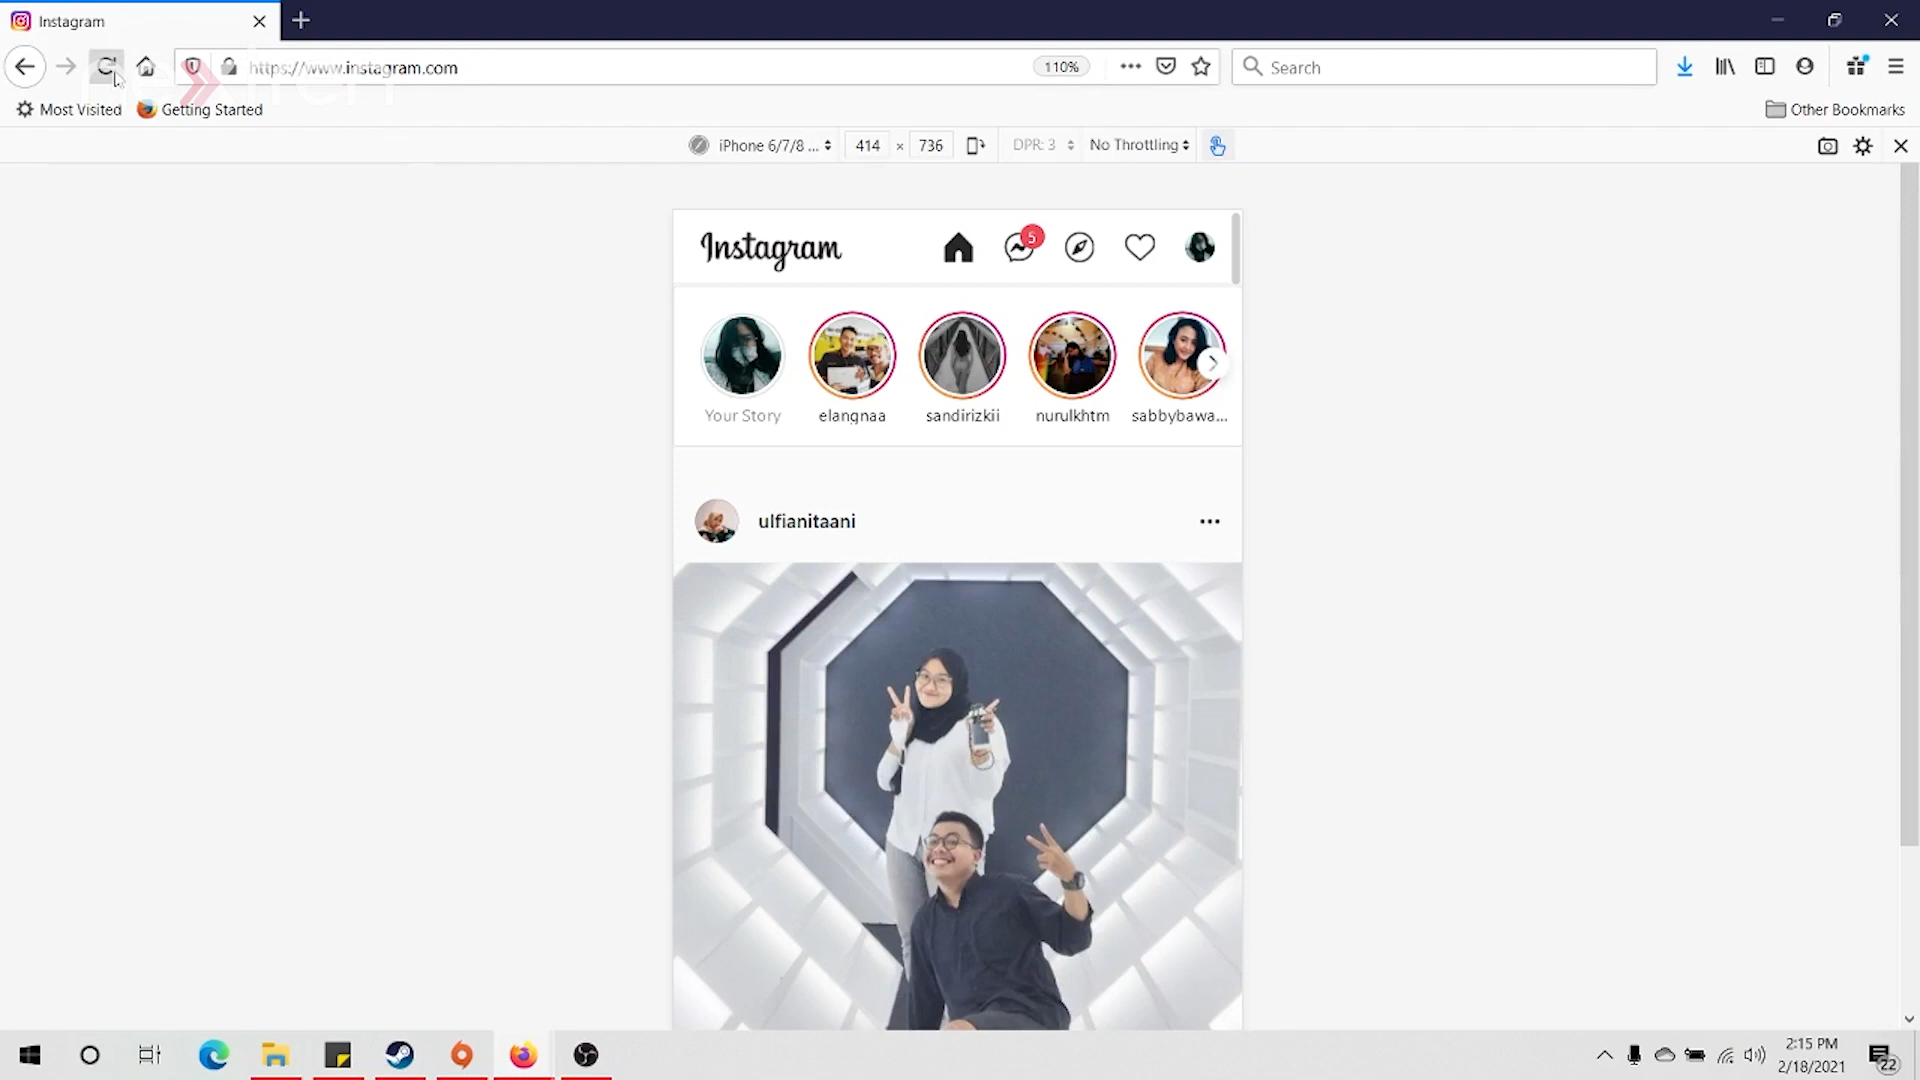 Instagram
https://www.instagram.com
110%
Search
Most Visited
Getting Started
Other Bookmarks
iPhone 6/7/8 ...
414 × 736
DPR: 3
No Throttling
Instagram
5
Your Story
elangnaa
sandirizkii
nurulkhtm
sabbybawa...
ulfianitaani
2:15 PM
2/18/2021
22